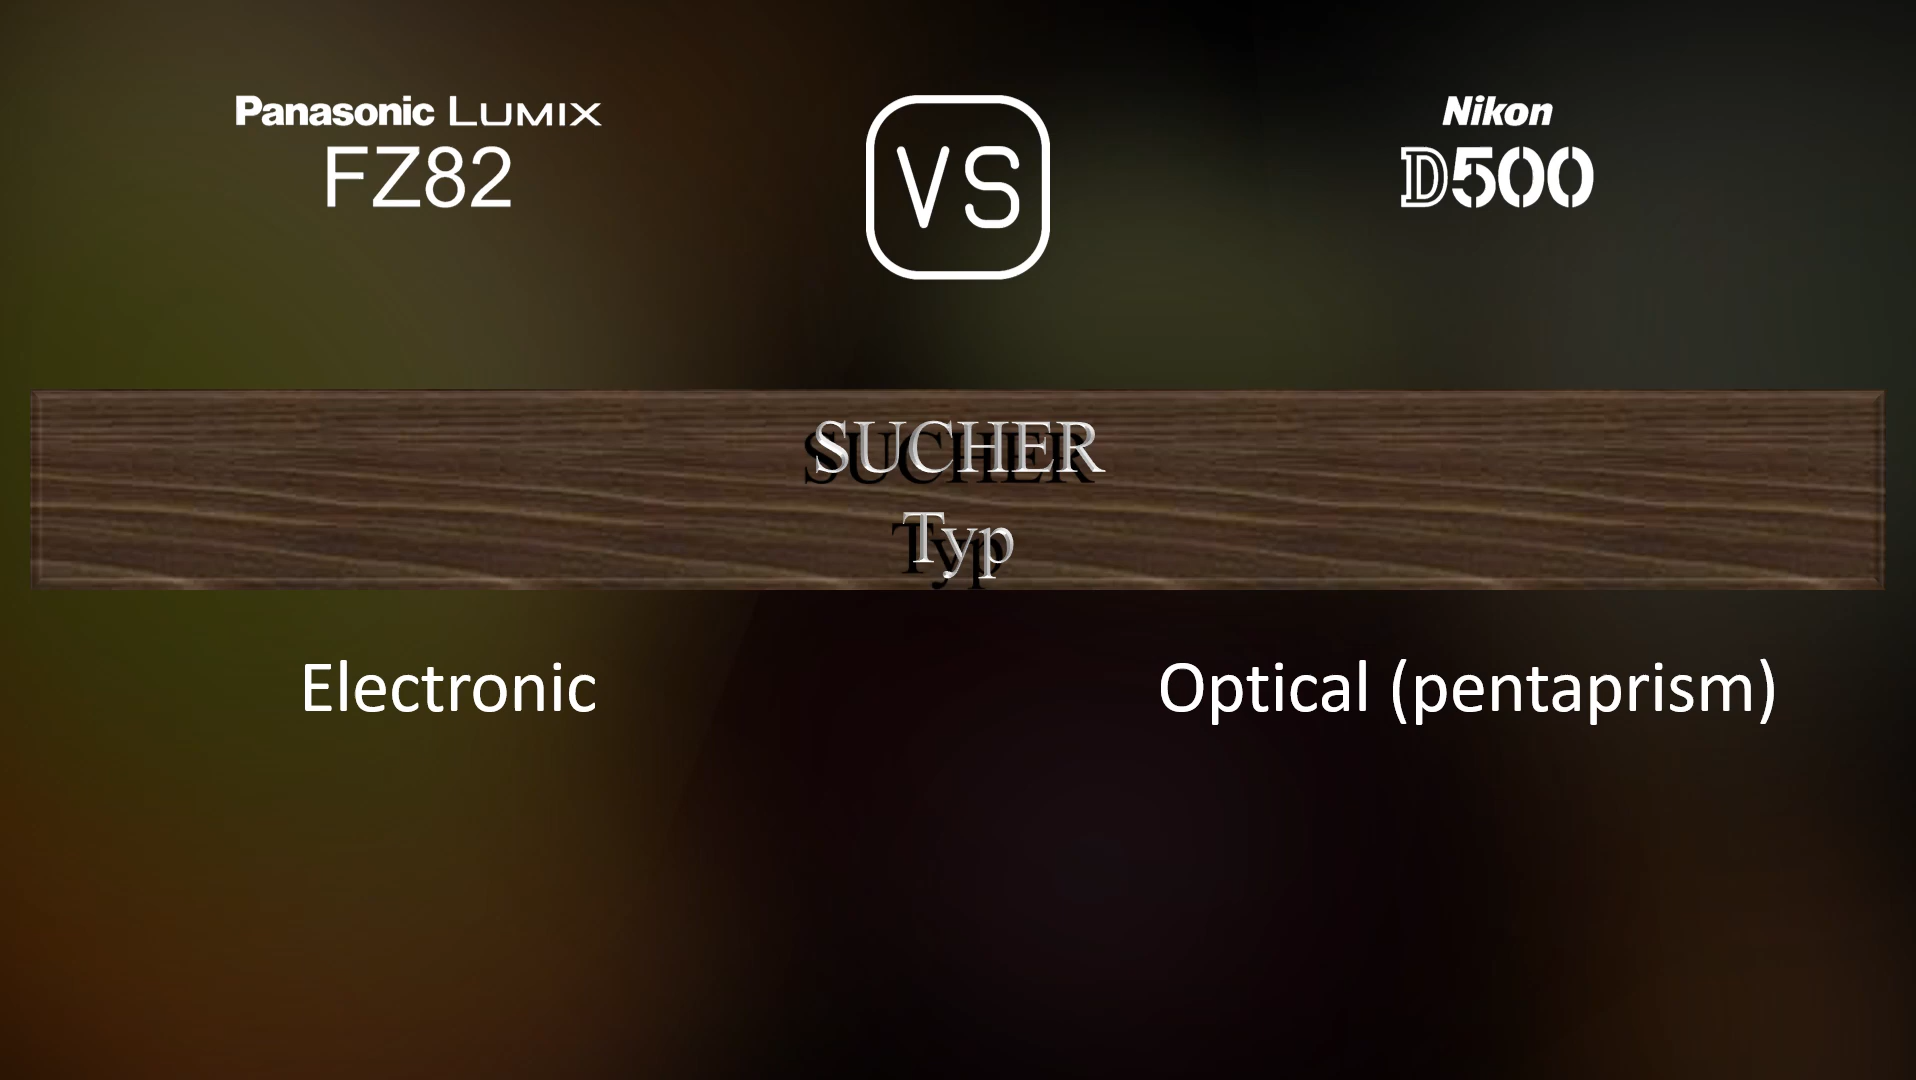 Panasonic LUMIX
FZ82
VS
Nikon
D500
SUCHER
Typ
Electronic
Optical (pentaprism)